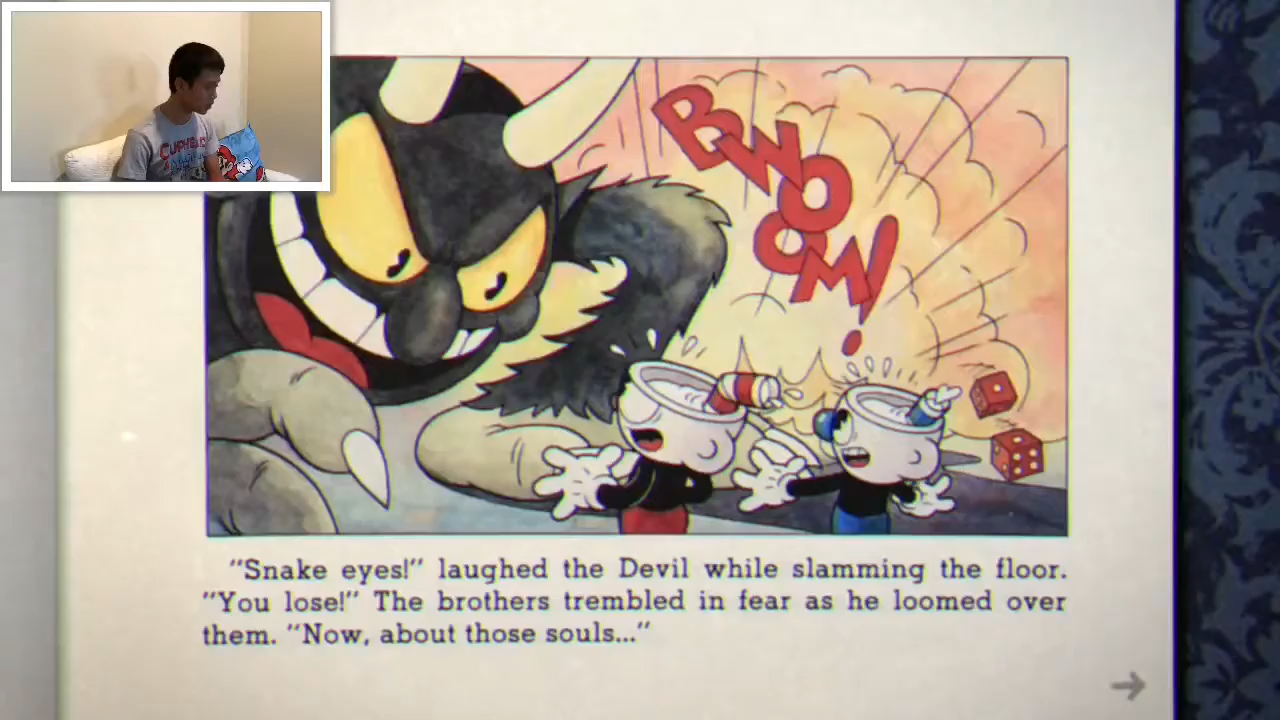 CUPHEAD
BWOOM!
"Snake eyes!" laughed the Devil while slamming the floor.
"You lose!" The brothers trembled in fear as he loomed over
them. "Now, about those souls..."